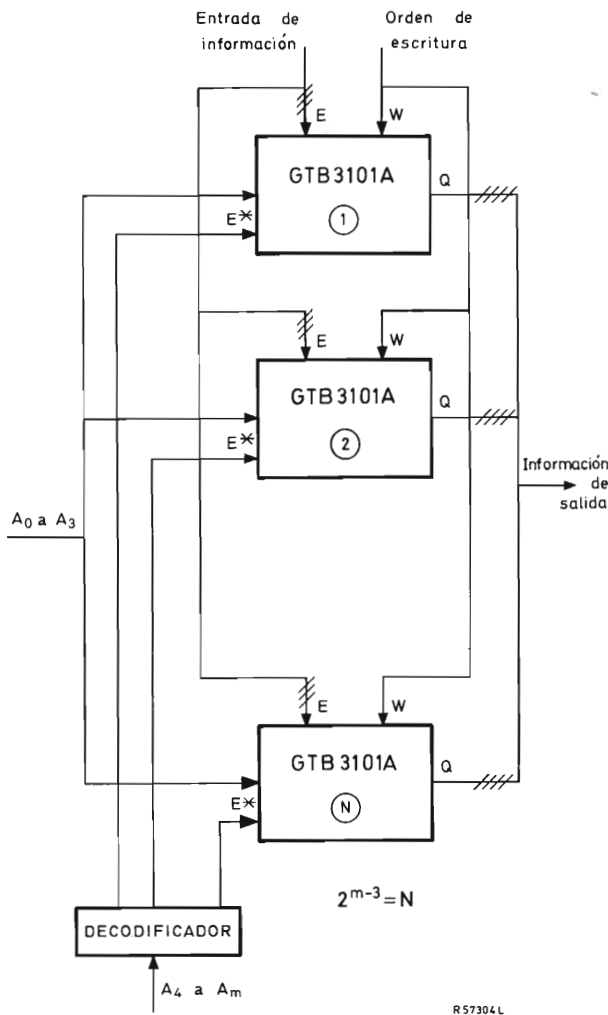 Entrada de
información
Orden de
escritura
E
W
GTB3101A
Q
1
E*
E
W
GTB3101A
Q
2
E*
Información
de
salida
A₀ a A₃
E
W
GTB3101A
Q
E*
N
2ᵐ⁻³=N
DECODIFICADOR
A₄ a Aₘ
R57304L